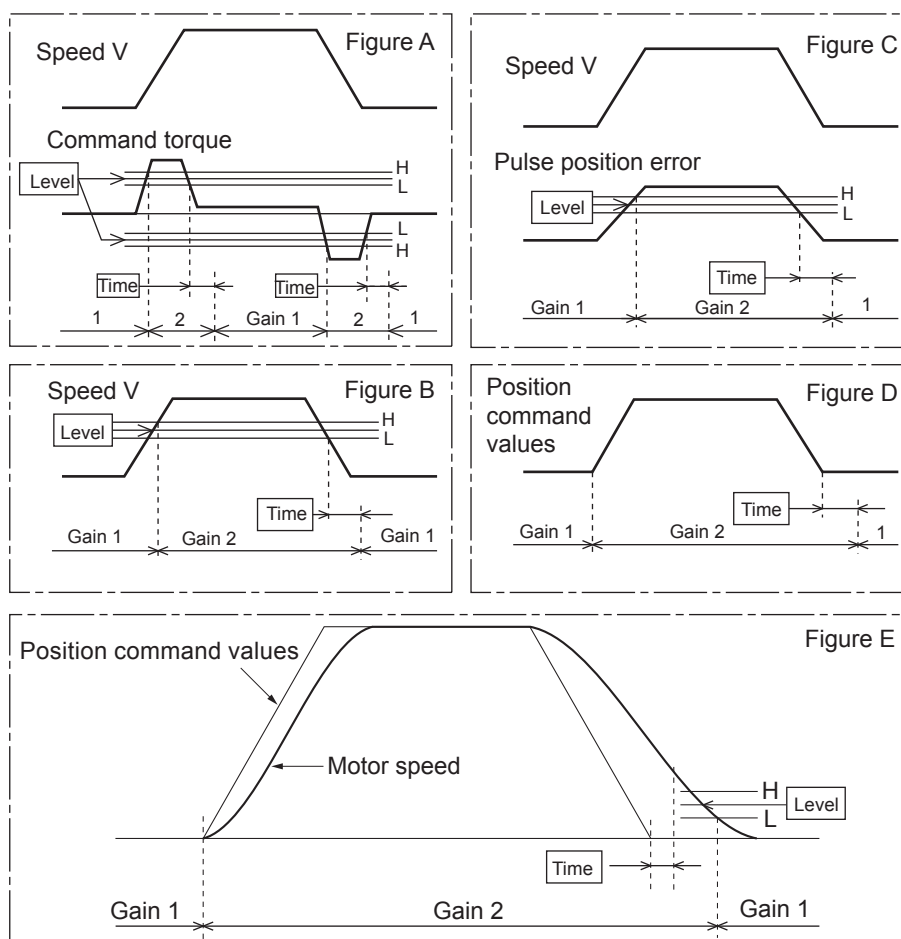 Figure A
Speed V
Command torque
Level
H
L
L
H
Time
Time
1
2
Gain 1
2
1
Figure C
Speed V
Pulse position error
Level
H
L
Time
Gain 1
Gain 2
1
Speed V
Figure B
Level
H
L
Time
Gain 1
Gain 2
Gain 1
Position
command
values
Figure D
Time
Gain 1
Gain 2
1
Figure E
Position command values
Motor speed
H
Level
L
Time
Gain 1
Gain 2
Gain 1